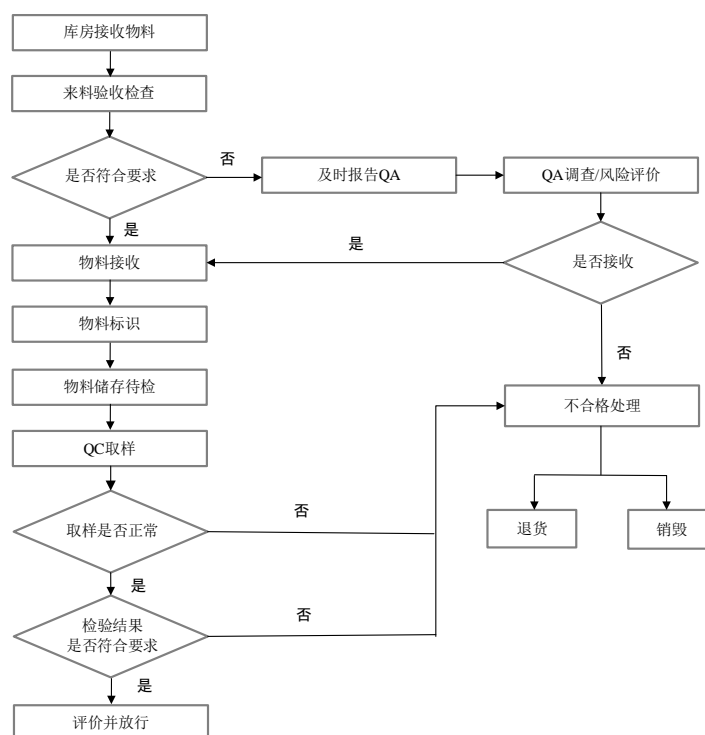 库房接收物料
来料验收检查
是否符合要求
否
及时报告QA
QA调查/风险评价
是
物料接收
是
是否接收
物料标识
否
物料储存待检
不合格处理
QC取样
取样是否正常
否
退货
销毁
是
检验结果
是否符合要求
否
是
评价并放行